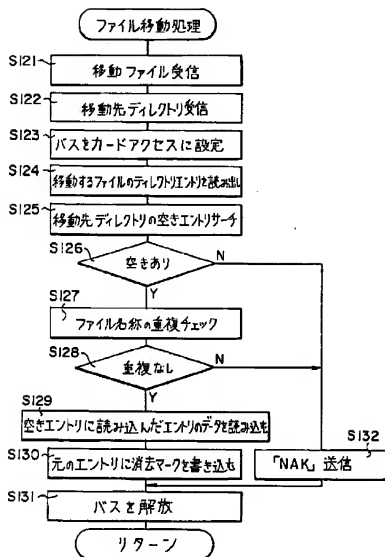 ファイル移動処理
S121
移動ファイル受信
S122
移動先ディレクトリ受信
S123
バスをカードアクセスに設定
S124
移動するファイルのディレクトリエントリを読み出し
S125
移動先ディレクトリの空きエントリサーチ
S126
空きあり
N
Y
S127
ファイル名称の重複チェック
S128
重複なし
N
Y
S129
空きエントリに読み込んだエントリのデータを読み込む
S130
元のエントリに消去マークを書き込む
S132
「NAK」送信
S131
バスを解放
リターン